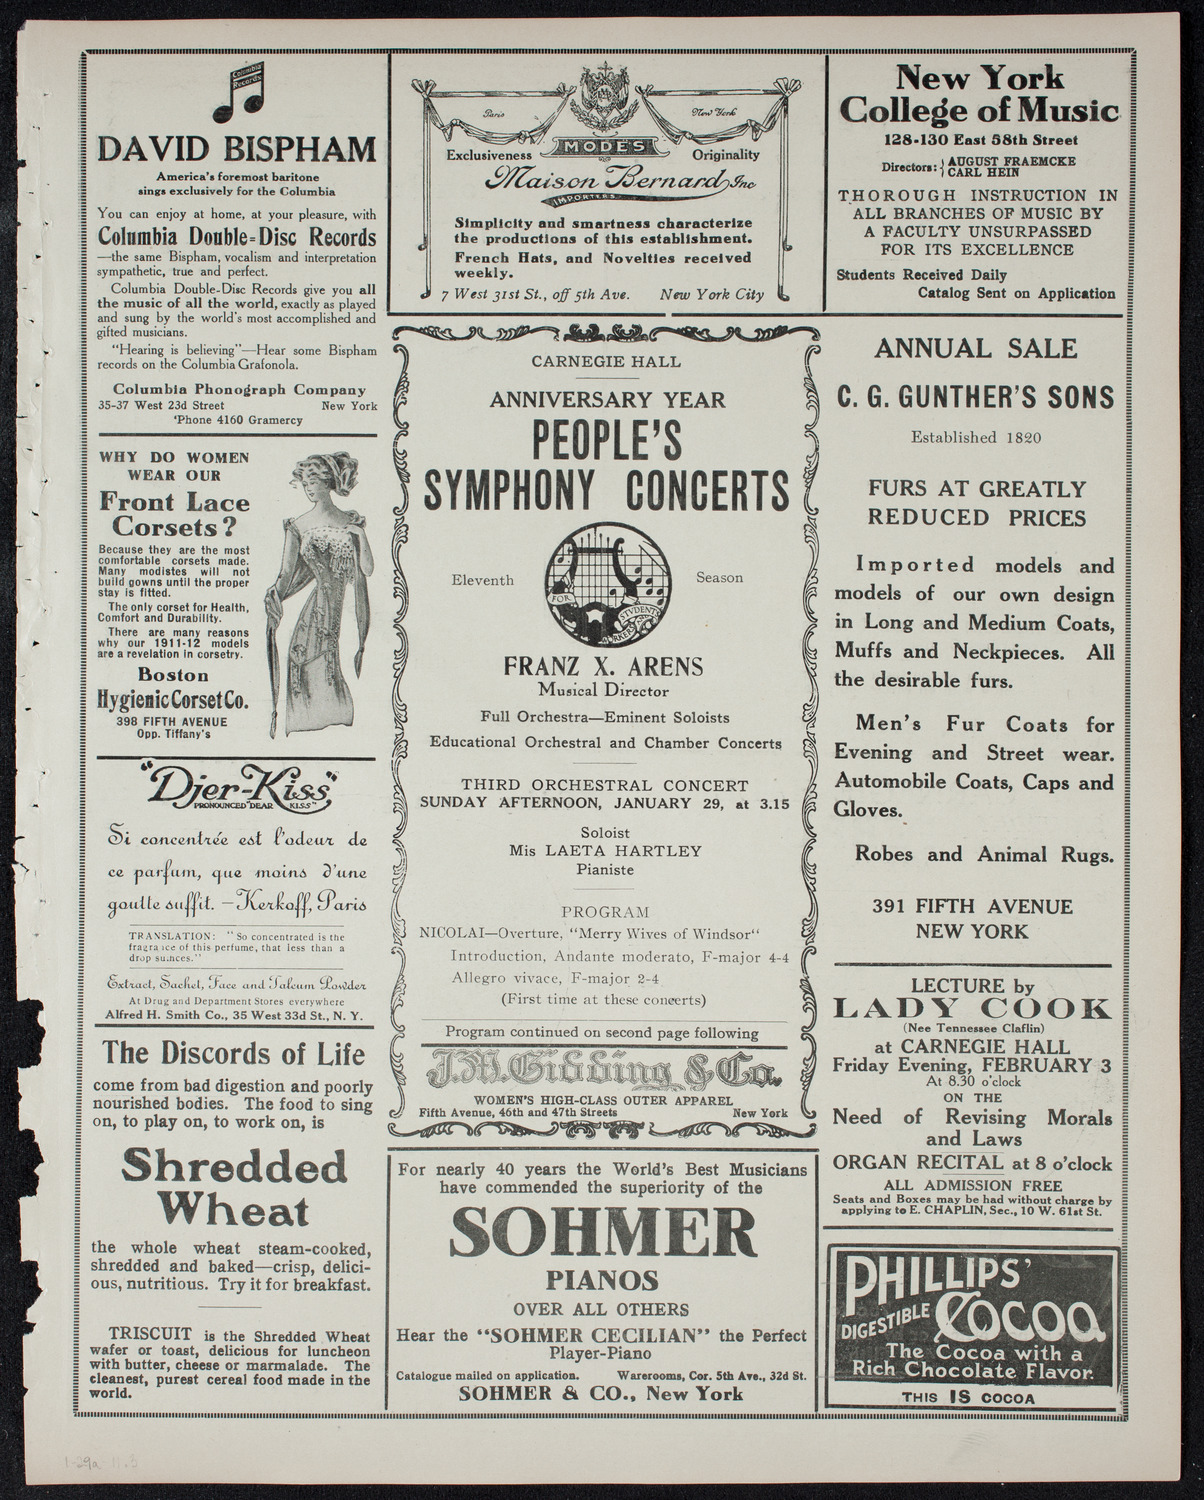 Columbia
Records
DAVID BISPHAM
America's foremost baritone
sings exclusively for the Columbia
You can enjoy at home, at your pleasure, with
Columbia Double=Disc Records
—the same Bispham, vocalism and interpretation
sympathetic, true and perfect.
Columbia Double-Disc Records give you all
the music of all the world, exactly as played
and sung by the world's most accomplished and
gifted musicians.
"Hearing is believing"—Hear some Bispham
records on the Columbia Grafonola.
Columbia Phonograph Company
35-37 West 23d Street New York
'Phone 4160 Gramercy
WHY DO WOMEN
WEAR OUR
Front Lace
Corsets?
Because they are the most
comfortable corsets made.
Many modistes will not
build gowns until the proper
stay is fitted.
The only corset for Health,
Comfort and Durability.
There are many reasons
why our 1911-12 models
are a revelation in corsetry.
Boston
Hygienic Corset Co.
398 FIFTH AVENUE
Opp. Tiffany's
"Djer-Kiss"
PRONOUNCED "DEAR KISS"
Si concentrée est l'odeur de
ce parfum, que moins d'une
goutte suffit. —Kerkoff, Paris
TRANSLATION: "So concentrated is the
fragra ice of this perfume, that less than a
drop su..nces."
Extract, Sachet, Face and Talcum Powder
At Drug and Department Stores everywhere
Alfred H. Smith Co., 35 West 33d St., N. Y.
The Discords of Life
come from bad digestion and poorly
nourished bodies. The food to sing
on, to play on, to work on, is
Shredded
Wheat
the whole wheat steam-cooked,
shredded and baked—crisp, delici-
ous, nutritious. Try it for breakfast.
TRISCUIT is the Shredded Wheat
wafer or toast, delicious for luncheon
with butter, cheese or marmalade. The
cleanest, purest cereal food made in the
world.
Paris New York
MODES
Exclusiveness Originality
Maison Bernard Inc
IMPORTERS
Simplicity and smartness characterize
the productions of this establishment.
French Hats, and Novelties received
weekly.
7 West 31st St., off 5th Ave. New York City
CARNEGIE HALL
ANNIVERSARY YEAR
PEOPLE'S
SYMPHONY CONCERTS
Eleventh Season
FOR STUDENTS WORKERS
FRANZ X. ARENS
Musical Director
Full Orchestra—Eminent Soloists
Educational Orchestral and Chamber Concerts
THIRD ORCHESTRAL CONCERT
SUNDAY AFTERNOON, JANUARY 29, at 3.15
Soloist
Mis LAETA HARTLEY
Pianiste
PROGRAM
NICOLAI—Overture, "Merry Wives of Windsor"
Introduction, Andante moderato, F-major 4-4
Allegro vivace, F-major 2-4
(First time at these concerts)
Program continued on second page following
J.M. Gidding & Co.
WOMEN'S HIGH-CLASS OUTER APPAREL
Fifth Avenue, 46th and 47th Streets New York
For nearly 40 years the World's Best Musicians
have commended the superiority of the
SOHMER
PIANOS
OVER ALL OTHERS
Hear the "SOHMER CECILIAN" the Perfect
Player-Piano
Catalogue mailed on application. Warerooms, Cor. 5th Ave., 32d St.
SOHMER & CO., New York
New York
College of Music
128-130 East 58th Street
Directors: AUGUST FRAEMCKE
CARL HEIN
THOROUGH INSTRUCTION IN
ALL BRANCHES OF MUSIC BY
A FACULTY UNSURPASSED
FOR ITS EXCELLENCE
Students Received Daily
Catalog Sent on Application
ANNUAL SALE
C. G. GUNTHER'S SONS
Established 1820
FURS AT GREATLY
REDUCED PRICES
Imported models and
models of our own design
in Long and Medium Coats,
Muffs and Neckpieces. All
the desirable furs.
Men's Fur Coats for
Evening and Street wear.
Automobile Coats, Caps and
Gloves.
Robes and Animal Rugs.
391 FIFTH AVENUE
NEW YORK
LECTURE by
LADY COOK
(Nee Tennessee Claflin)
at CARNEGIE HALL
Friday Evening, FEBRUARY 3
At 8.30 o'clock
ON THE
Need of Revising Morals
and Laws
ORGAN RECITAL at 8 o'clock
ALL ADMISSION FREE
Seats and Boxes may be had without charge by
applying to E. CHAPLIN, Sec., 10 W. 61st St.
PHILLIPS'
DIGESTIBLE COCOA
The Cocoa with a
Rich Chocolate Flavor.
THIS IS COCOA